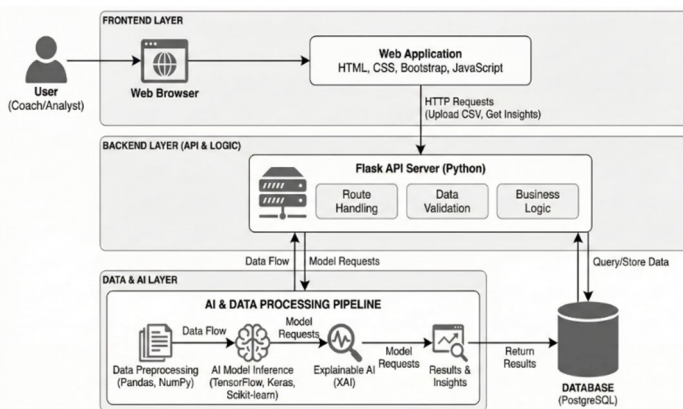 FRONTEND LAYER
User
(Coach/Analyst)
Web Browser
Web Application
HTML, CSS, Bootstrap, JavaScript
HTTP Requests
(Upload CSV, Get Insights)
BACKEND LAYER (API & LOGIC)
Flask API Server (Python)
Route
Handling
Data
Validation
Business
Logic
Data Flow
Model Requests
Query/Store Data
DATA & AI LAYER
AI & DATA PROCESSING PIPELINE
Data Flow
Model
Requests
Data Preprocessing
(Pandas, NumPy)
AI Model Inference
(TensorFlow, Keras,
Scikit-learn)
Explainable AI
(XAI)
Model
Requests
Results &
Insights
Return
Results
DATABASE
(PostgreSQL)